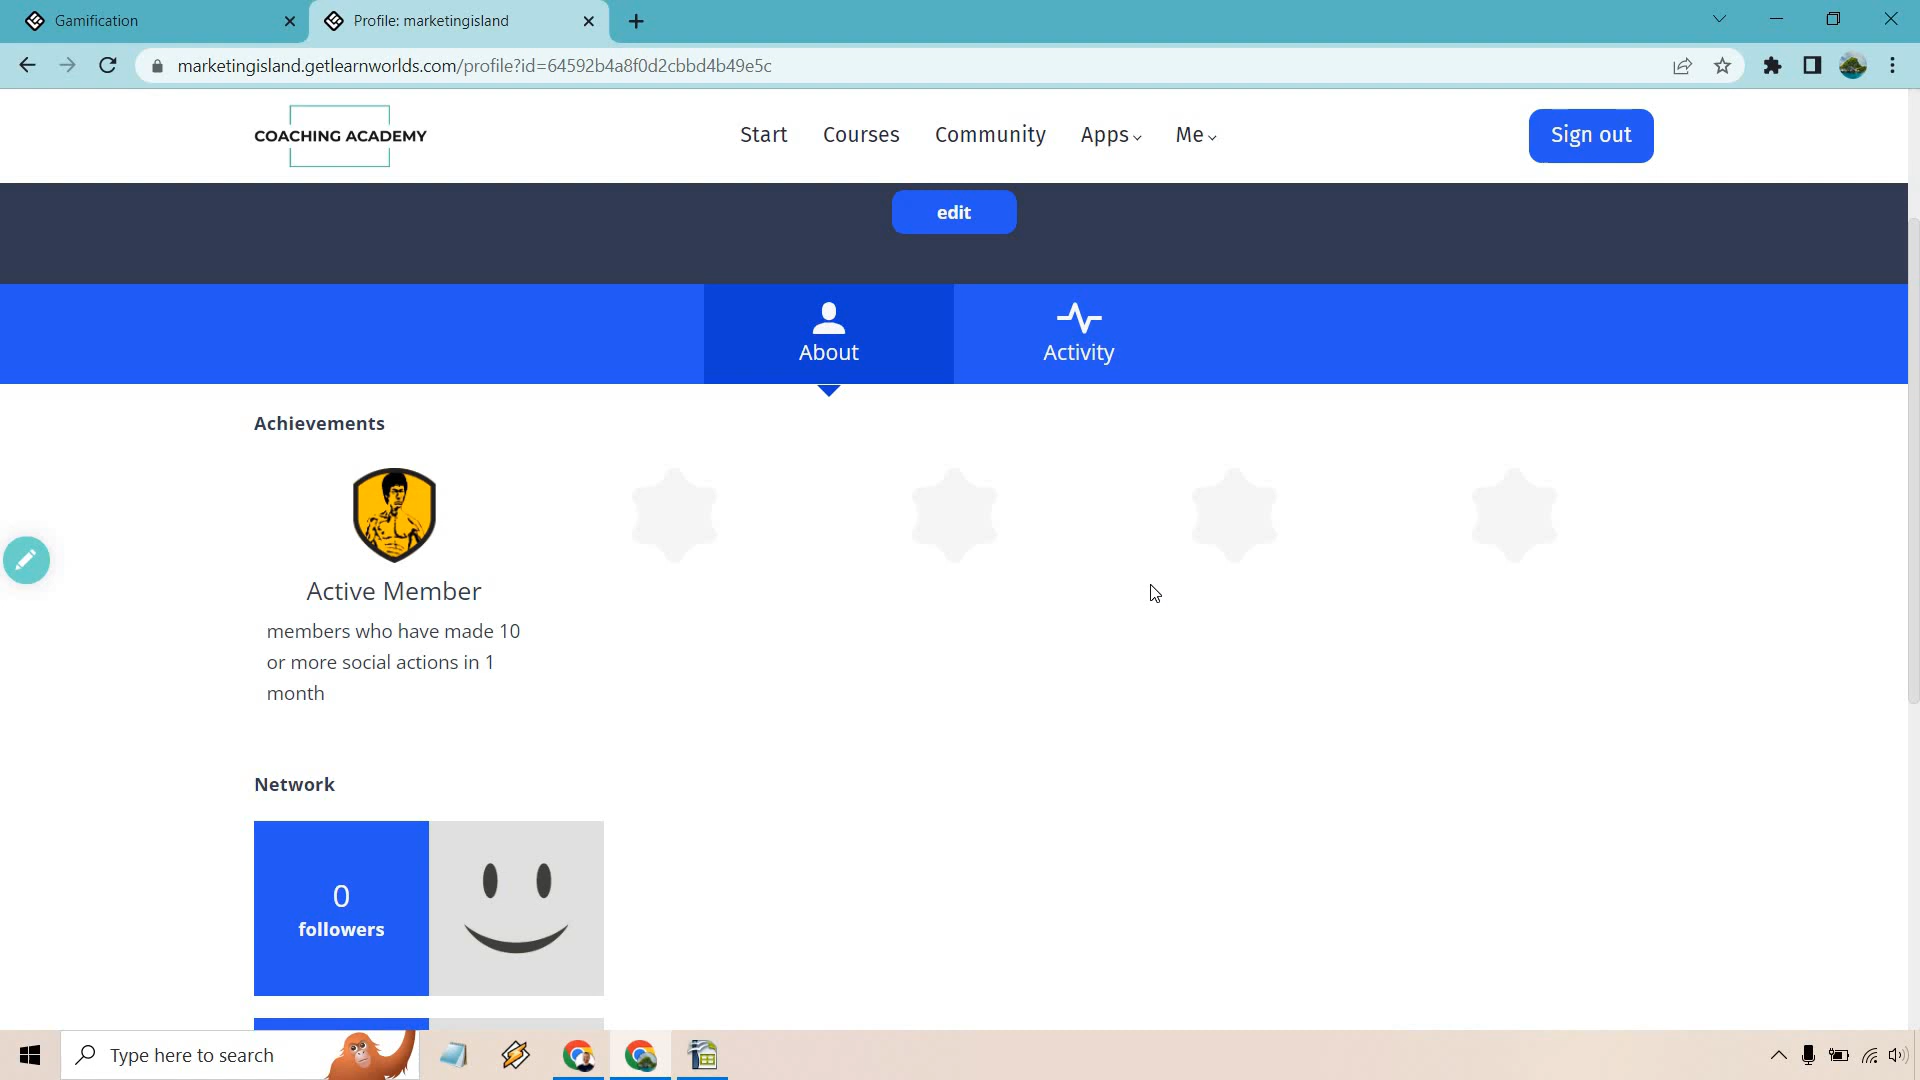 Gamification
Profile: marketingisland
marketingisland.getlearnworlds.com/profile?id=64592b4a8f0d2cbbd4b49e5c
COACHING ACADEMY
Start
Courses
Community
Apps
Me
Sign out
edit
About
Activity
Achievements
Active Member
members who have made 10
or more social actions in 1
month
Network
0
followers
Type here to search